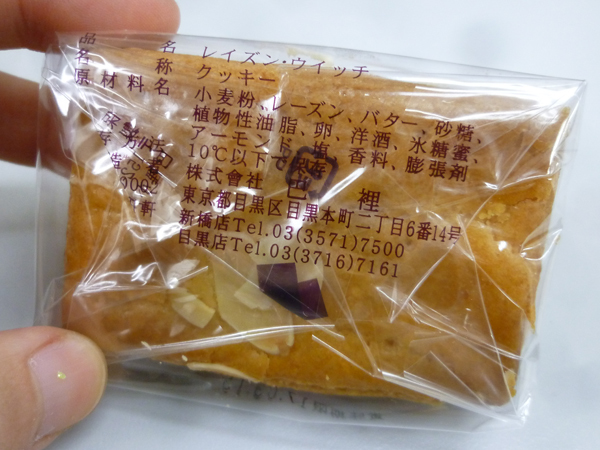 品 名 レイズン・ウイッチ
名 称 クッキー
原材料名 小麦粉、レーズン、バター、砂糖、
植物性油脂、卵、洋酒、氷糖蜜、
アーモンド、塩、香料、膨張剤
10℃以下で保存
株式會社 巴 裡
東京都目黒区目黒本町二丁目6番14号
新橋店Tel.03(3571)7500
目黒店Tel.03(3716)7161